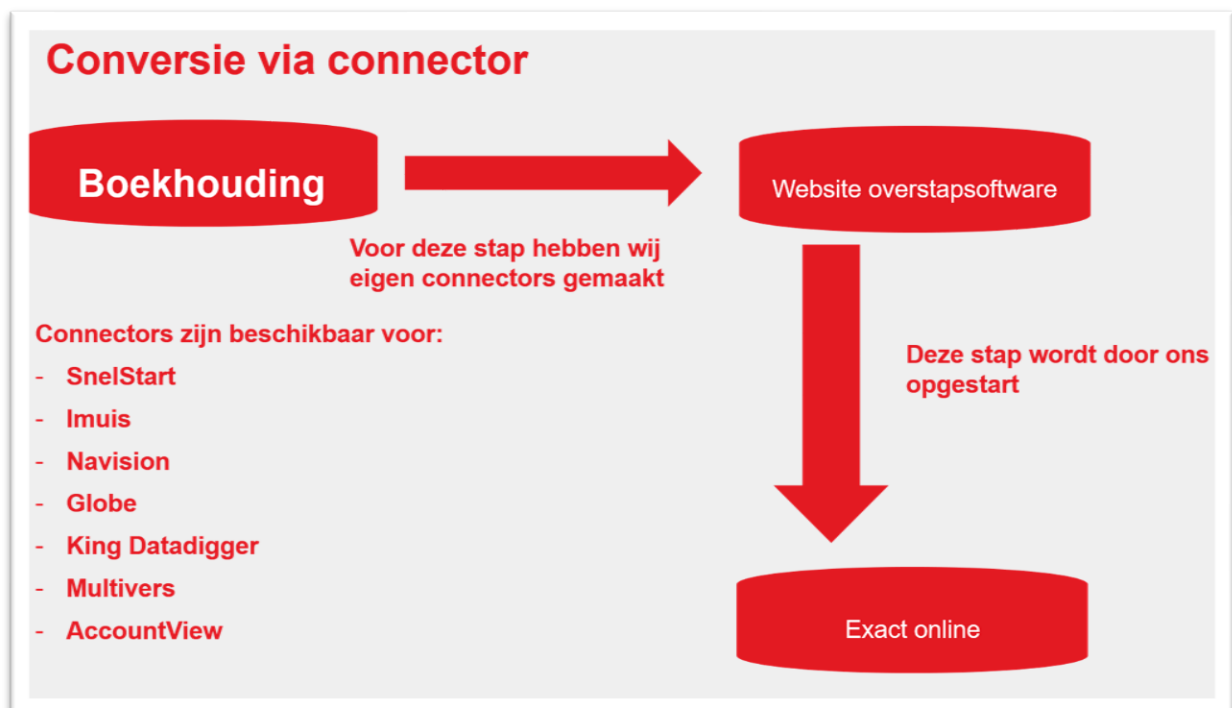 Conversie via connector
Boekhouding
Website overstapsoftware
Voor deze stap hebben wij
eigen connectors gemaakt
Connectors zijn beschikbaar voor:
- SnelStart
- Imuis
- Navision
- Globe
- King Datadigger
- Multivers
- AccountView
Deze stap wordt door ons
opgestart
Exact online